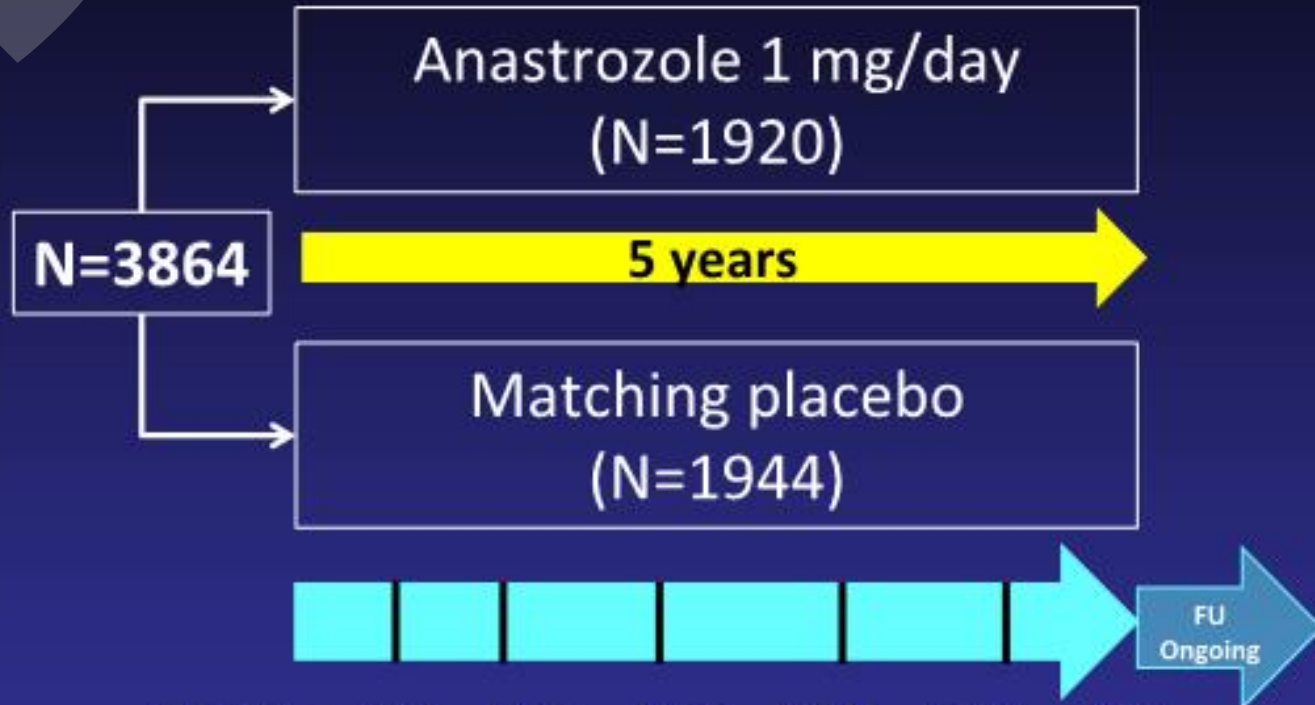 Anastrozole 1 mg/day
(N=1920)
N=3864
5 years
Matching placebo
(N=1944)
FU
Ongoing